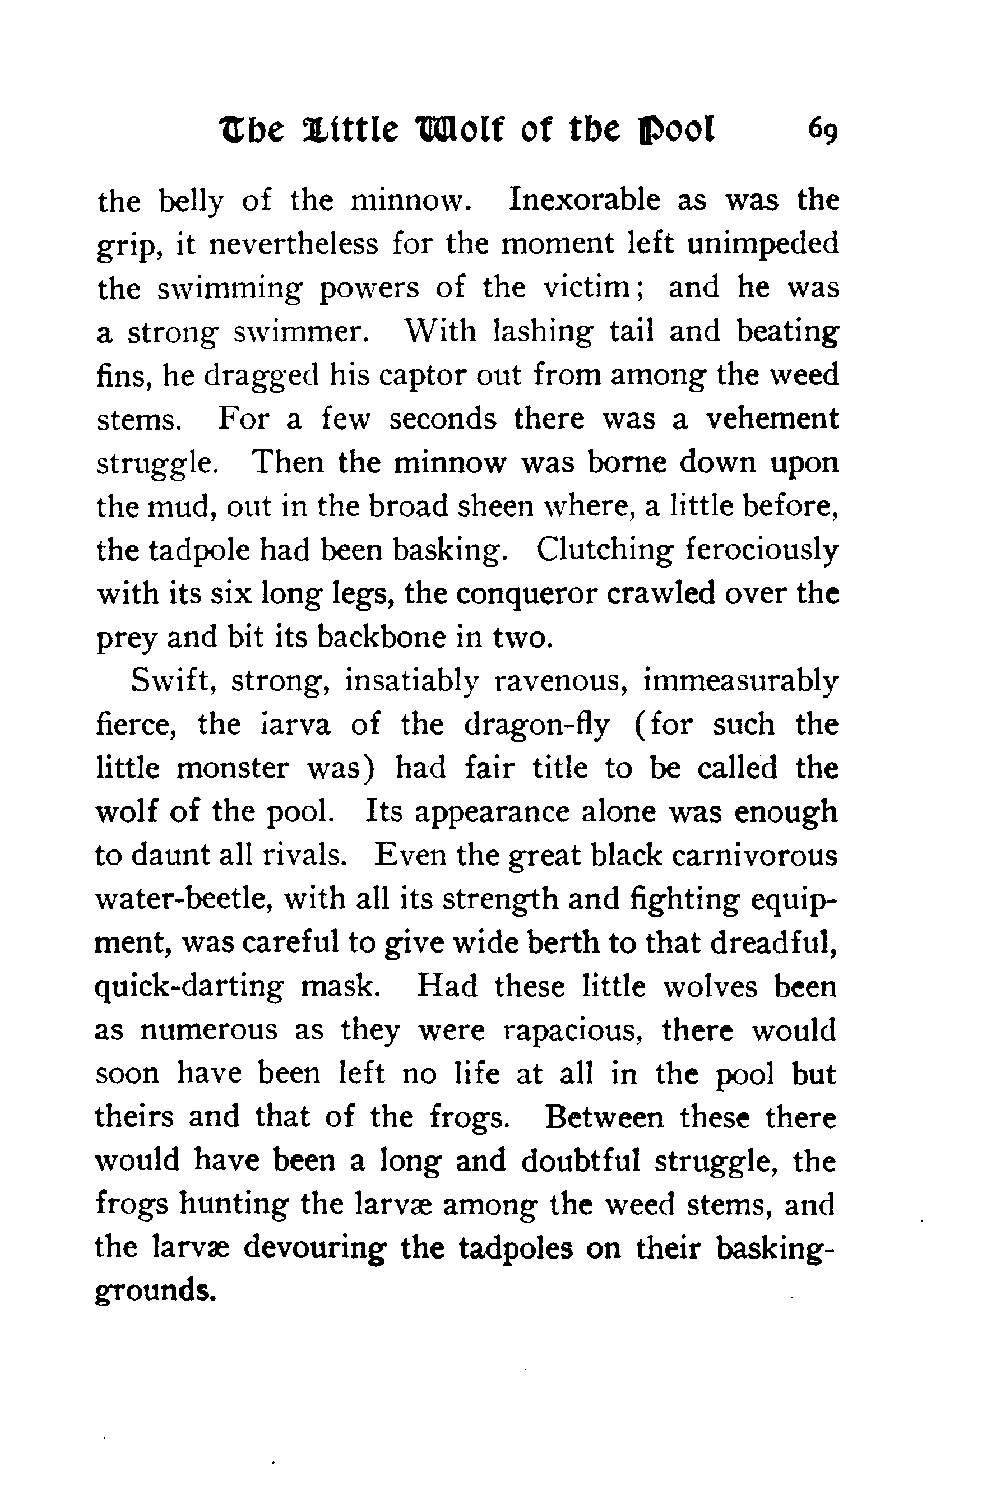 The Little Wolf of the Pool 69
the belly of the minnow. Inexorable as was the
grip, it nevertheless for the moment left unimpeded
the swimming powers of the victim; and he was
a strong swimmer. With lashing tail and beating
fins, he dragged his captor out from among the weed
stems. For a few seconds there was a vehement
struggle. Then the minnow was borne down upon
the mud, out in the broad sheen where, a little before,
the tadpole had been basking. Clutching ferociously
with its six long legs, the conqueror crawled over the
prey and bit its backbone in two.
Swift, strong, insatiably ravenous, immeasurably
fierce, the larva of the dragon-fly (for such the
little monster was) had fair title to be called the
wolf of the pool. Its appearance alone was enough
to daunt all rivals. Even the great black carnivorous
water-beetle, with all its strength and fighting equip-
ment, was careful to give wide berth to that dreadful,
quick-darting mask. Had these little wolves been
as numerous as they were rapacious, there would
soon have been left no life at all in the pool but
theirs and that of the frogs. Between these there
would have been a long and doubtful struggle, the
frogs hunting the larvæ among the weed stems, and
the larvæ devouring the tadpoles on their basking-
grounds.